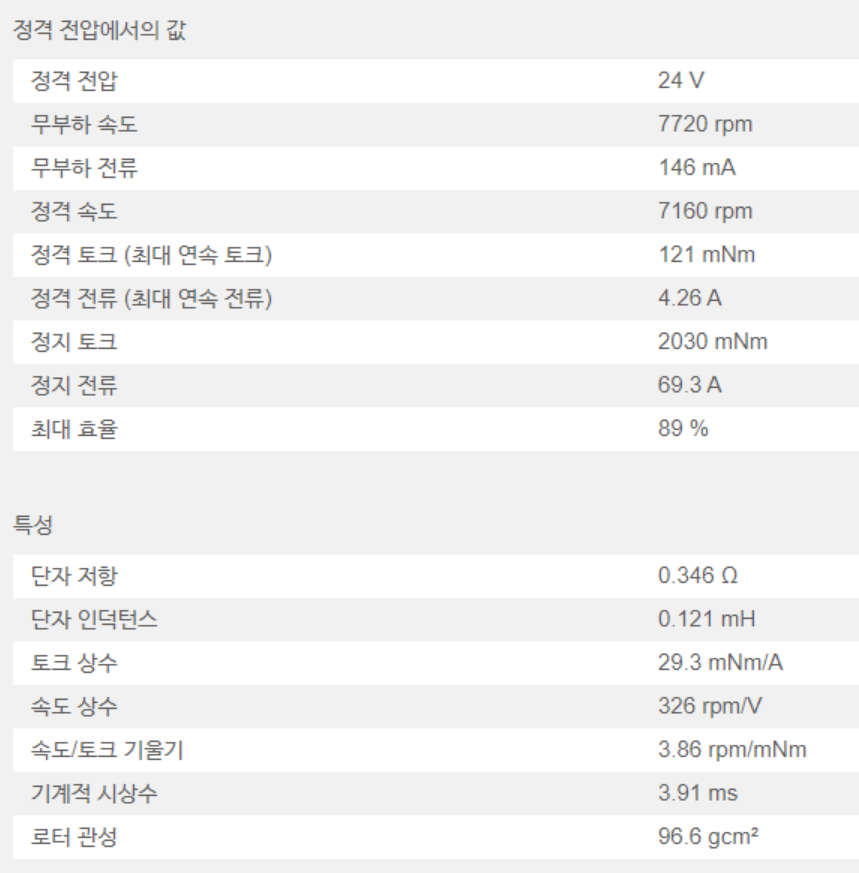 정격 전압에서의 값
정격 전압 24 V
무부하 속도 7720 rpm
무부하 전류 146 mA
정격 속도 7160 rpm
정격 토크 (최대 연속 토크) 121 mNm
정격 전류 (최대 연속 전류) 4.26 A
정지 토크 2030 mNm
정지 전류 69.3 A
최대 효율 89 %
특성
단자 저항 0.346 Ω
단자 인덕턴스 0.121 mH
토크 상수 29.3 mNm/A
속도 상수 326 rpm/V
속도/토크 기울기 3.86 rpm/mNm
기계적 시상수 3.91 ms
로터 관성 96.6 gcm²